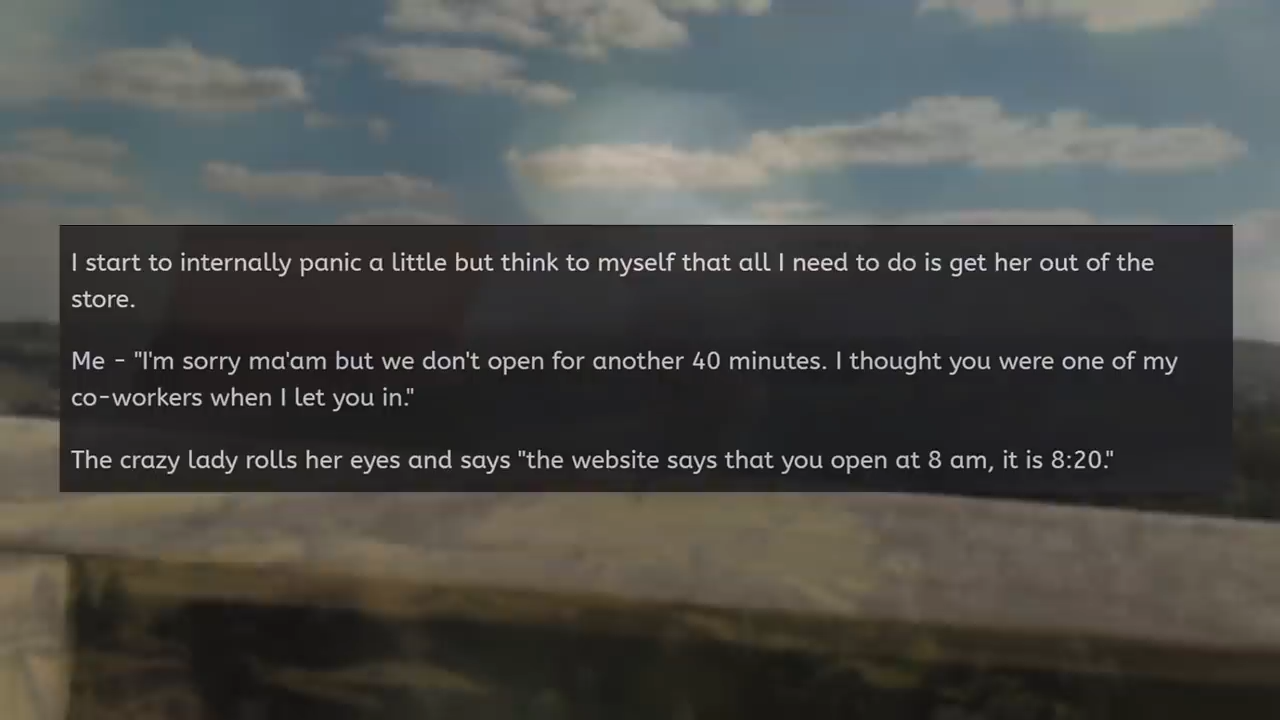 I start to internally panic a little but think to myself that all I need to do is get her out of the
store.
Me - "I'm sorry ma'am but we don't open for another 40 minutes. I thought you were one of my
co-workers when I let you in."
The crazy lady rolls her eyes and says "the website says that you open at 8 am, it is 8:20."